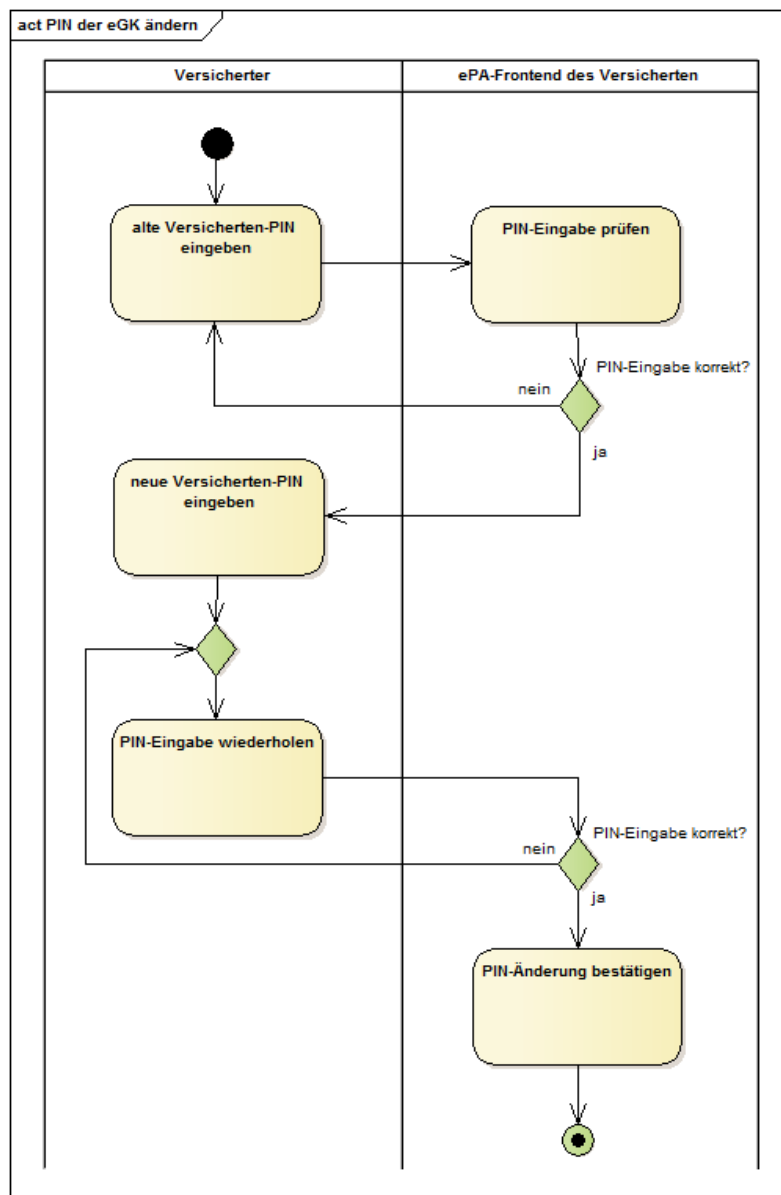 act PIN der eGK ändern
Versicherter
ePA-Frontend des Versicherten
alte Versicherten-PIN
eingeben
PIN-Eingabe prüfen
PIN-Eingabe korrekt?
nein
ja
neue Versicherten-PIN
eingeben
PIN-Eingabe wiederholen
PIN-Eingabe korrekt?
nein
ja
PIN-Änderung bestätigen